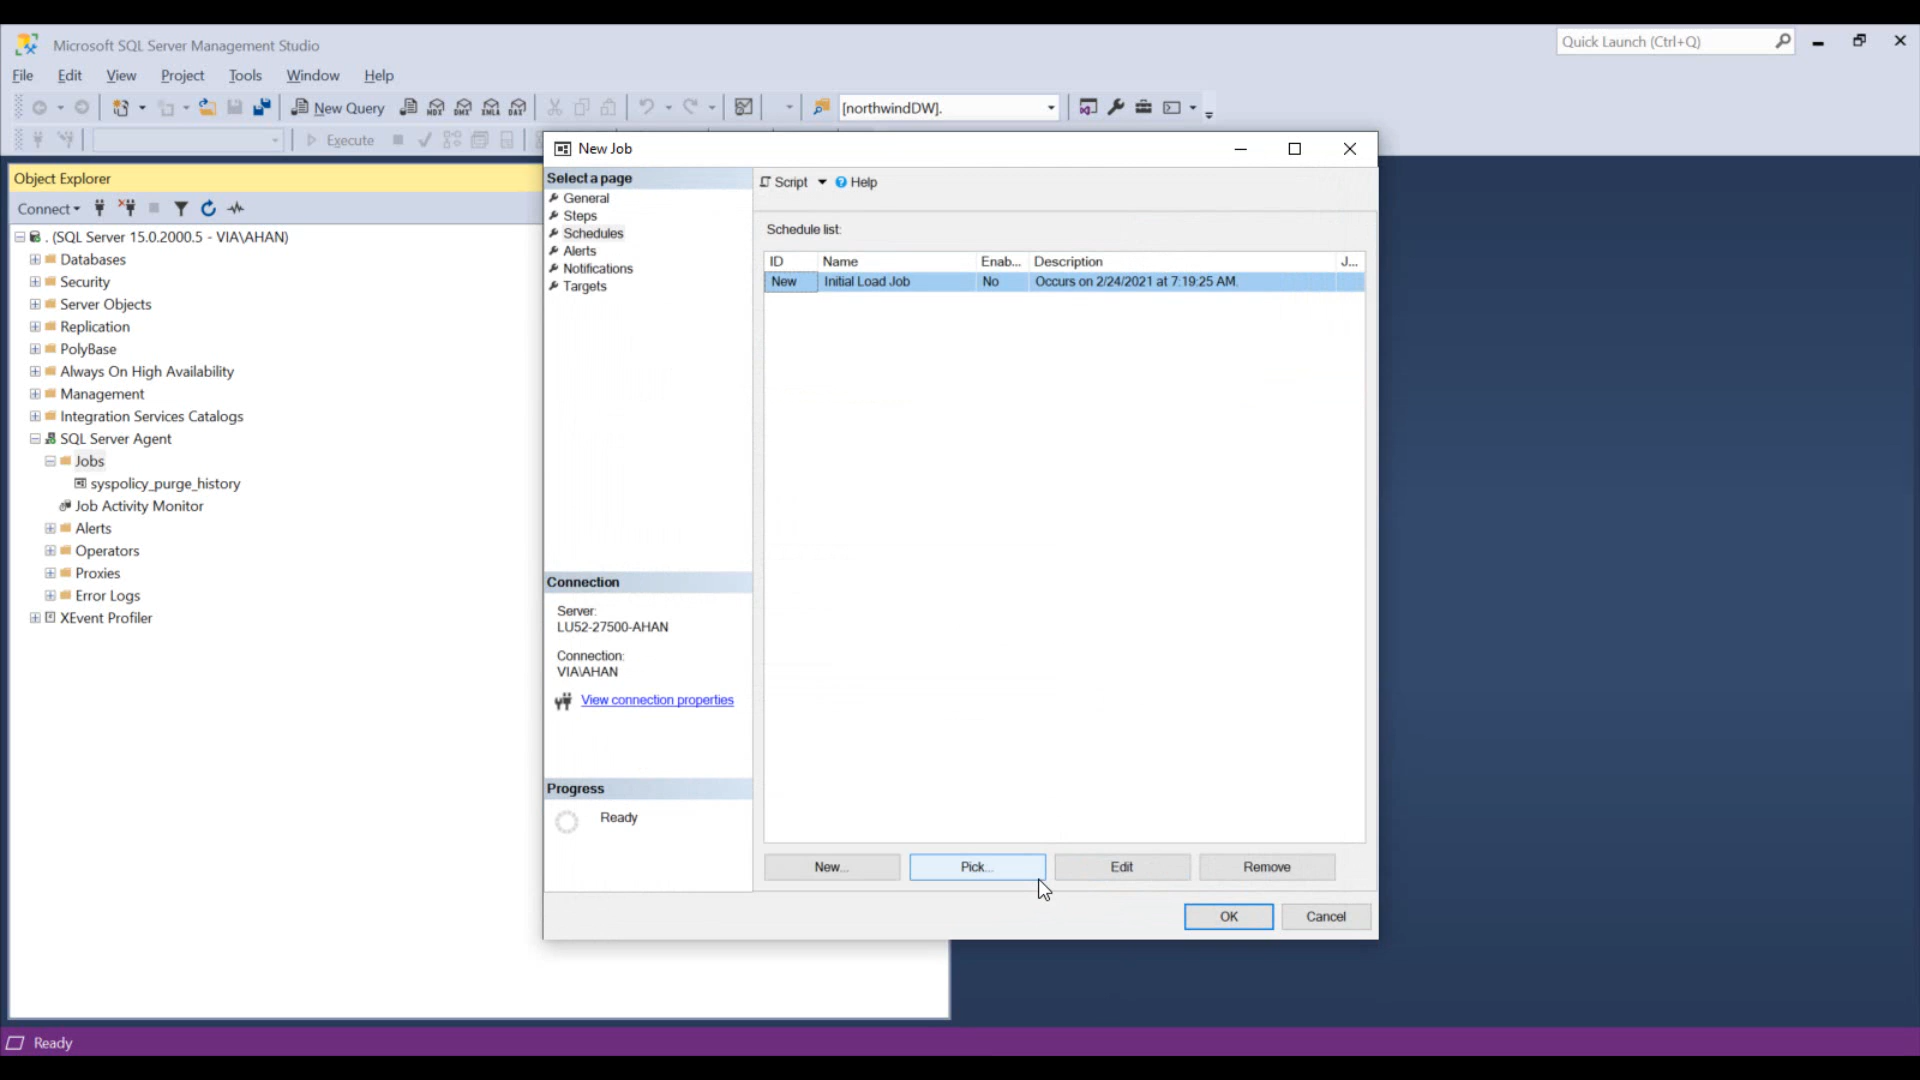 Microsoft SQL Server Management Studio
Quick Launch (Ctrl+Q)
File Edit View Project Tools Window Help
New Query MDX DMX XMLA DAX [northwindDW].
Execute
Object Explorer
Connect
. (SQL Server 15.0.2000.5 - VIA\AHAN)
Databases
Security
Server Objects
Replication
PolyBase
Always On High Availability
Management
Integration Services Catalogs
SQL Server Agent
Jobs
syspolicy_purge_history
Job Activity Monitor
Alerts
Operators
Proxies
Error Logs
XEvent Profiler
New Job
Select a page
General
Steps
Schedules
Alerts
Notifications
Targets
Connection
Server:
LU52-27500-AHAN
Connection:
VIA\AHAN
View connection properties
Progress
Ready
Script Help
Schedule list:
ID Name Enab... Description J...
New Initial Load Job No Occurs on 2/24/2021 at 7:19:25 AM.
New... Pick... Edit Remove
OK Cancel
Ready